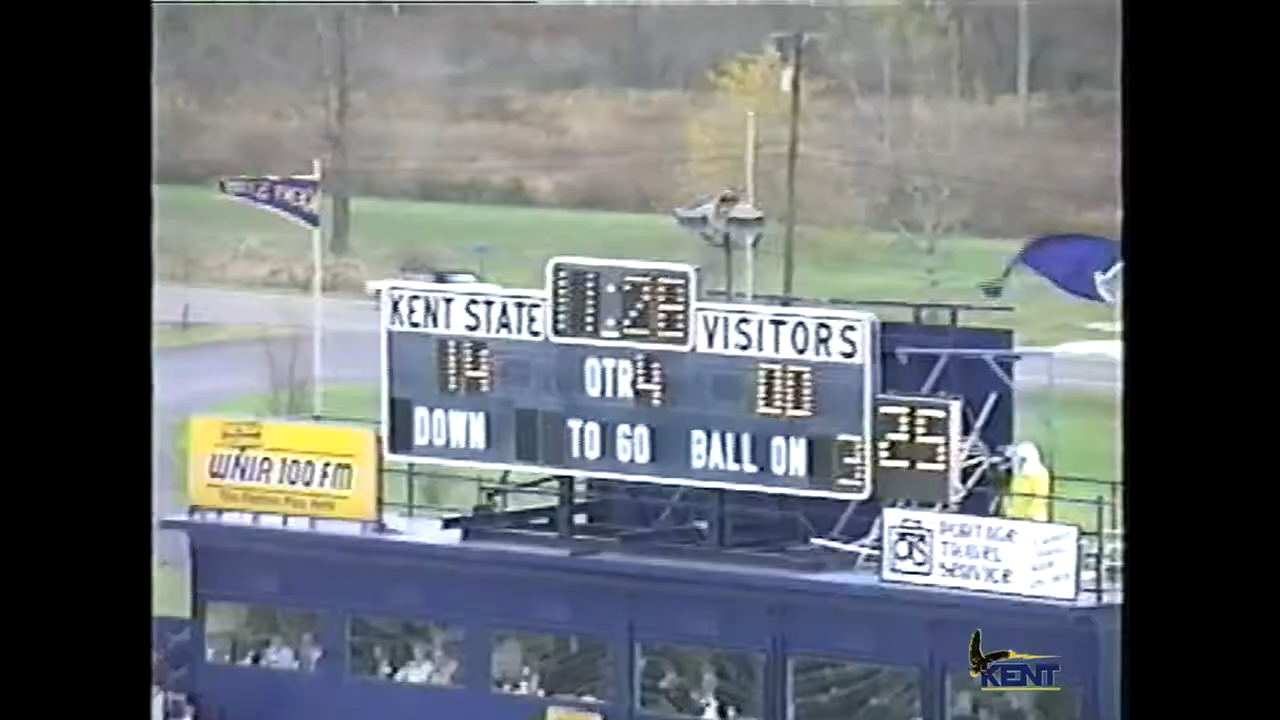 11:26
KENT STATE
VISITORS
14
QTR 4
00
DOWN
TO GO
BALL ON
3
25
WNIR 100 FM
PORTAGE
TRAVEL
SERVICE
KENT